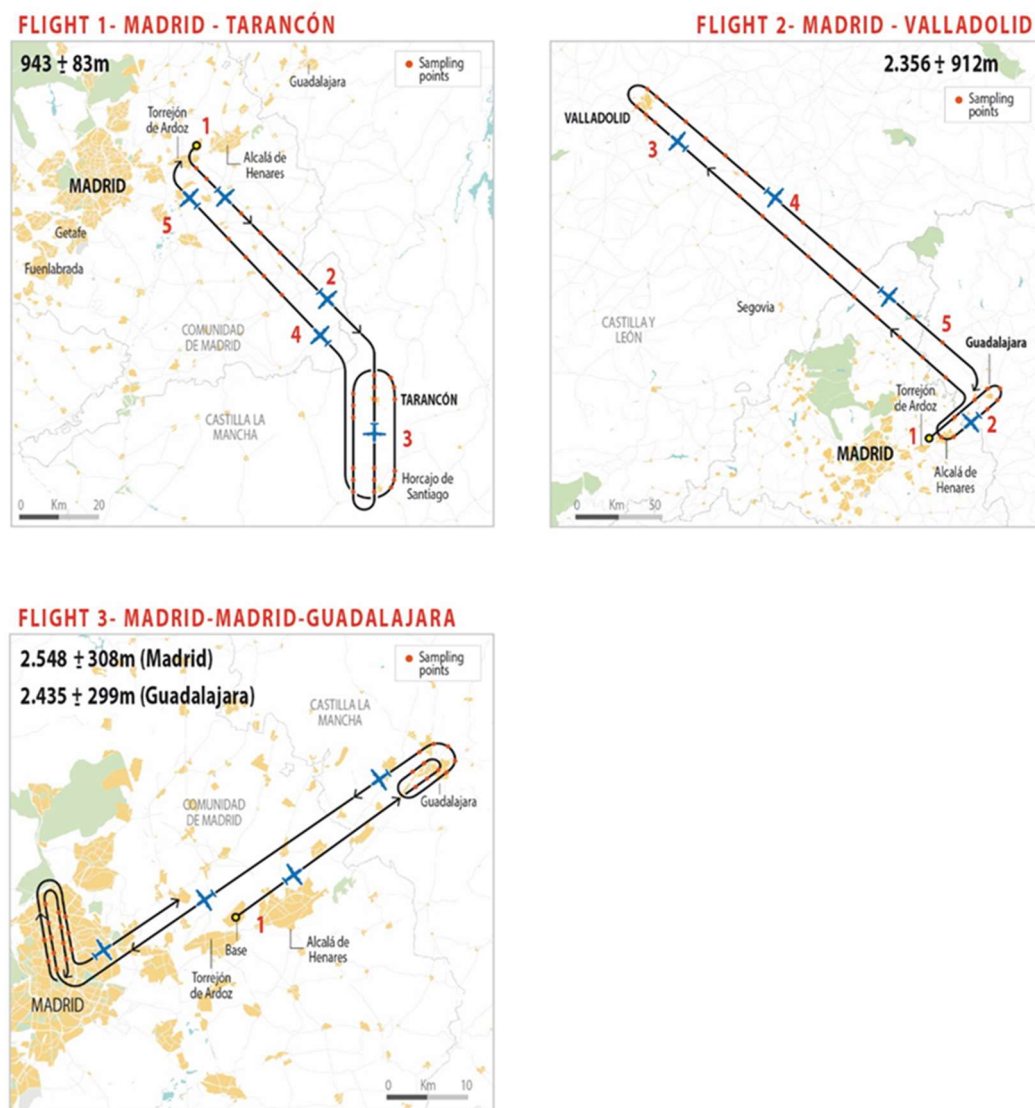 FLIGHT 1- MADRID - TARANCÓN
943 ± 83m
Sampling
points
Guadalajara
Torrejón
de Ardoz
1
Alcalá de
Henares
MADRID
5
Getafe
Fuenlabrada
2
4
COMUNIDAD
DE MADRID
TARANCÓN
CASTILLA LA
MANCHA
3
Horcajo de
Santiago
0 Km 20
FLIGHT 2- MADRID - VALLADOLID
2.356 ± 912m
Sampling
points
VALLADOLID
3
4
Segovia
CASTILLA Y
LEÓN
5
Guadalajara
Torrejón
de Ardoz
1
2
MADRID
Alcalá de
Henares
0 Km 50
FLIGHT 3- MADRID-MADRID-GUADALAJARA
2.548 ± 308m (Madrid)
2.435 ± 299m (Guadalajara)
Sampling
points
CASTILLA LA
MANCHA
COMUNIDAD
DE MADRID
Guadalajara
1
Base
Alcalá de
Henares
Torrejón
de Ardoz
MADRID
0 Km 10